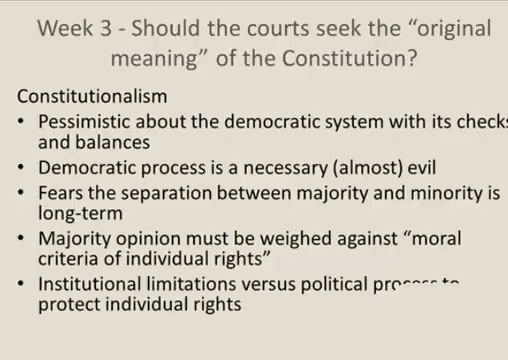 Week 3 - Should the courts seek the “original
meaning” of the Constitution?
Constitutionalism
• Pessimistic about the democratic system with its checks
and balances
• Democratic process is a necessary (almost) evil
• Fears the separation between majority and minority is
long-term
• Majority opinion must be weighed against “moral
criteria of individual rights”
• Institutional limitations versus political process to
protect individual rights